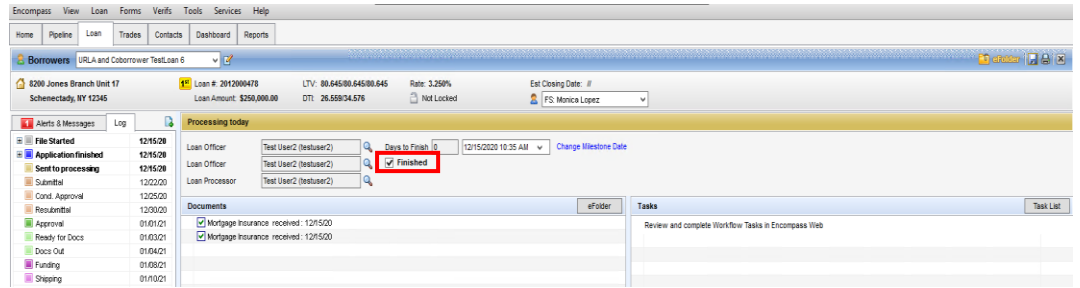 Encompass View Loan Forms Verifs Tools Services Help
Home Pipeline Loan Trades Contacts Dashboard Reports
Borrowers URLA and Coborrower TestLoan 6 eFolder
8200 Jones Branch Unit 17 1st Loan #: 2012000478 LTV: 80.645/80.645/80.645 Rate: 3.250% Est Closing Date: //
Schenectady, NY 12345 Loan Amount: $250,000.00 DTI: 26.559/34.576 Not Locked FS: Monica Lopez
Alerts & Messages Log Processing today
File Started 12/15/20
Application finished 12/15/20
Sent to processing 12/15/20
Submittal 12/22/20
Cond. Approval 12/25/20
Resubmittal 12/30/20
Approval 01/01/21
Ready for Docs 01/03/21
Docs Out 01/04/21
Funding 01/08/21
Shipping 01/10/21
Loan Officer Test User2 (testuser2) Days to Finish 0 12/15/2020 10:35 AM Change Milestone Date
Loan Officer Test User2 (testuser2) Finished
Loan Processor Test User2 (testuser2)
Documents eFolder
Mortgage Insurance received: 12/15/20
Mortgage Insurance received: 12/15/20
Tasks Task List
Review and complete Workflow Tasks in Encompass Web